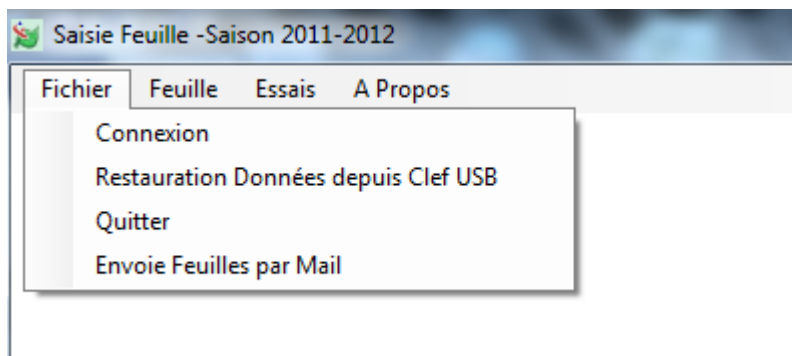 Saisie Feuille -Saison 2011-2012
Fichier Feuille Essais A Propos
Connexion
Restauration Données depuis Clef USB
Quitter
Envoie Feuilles par Mail